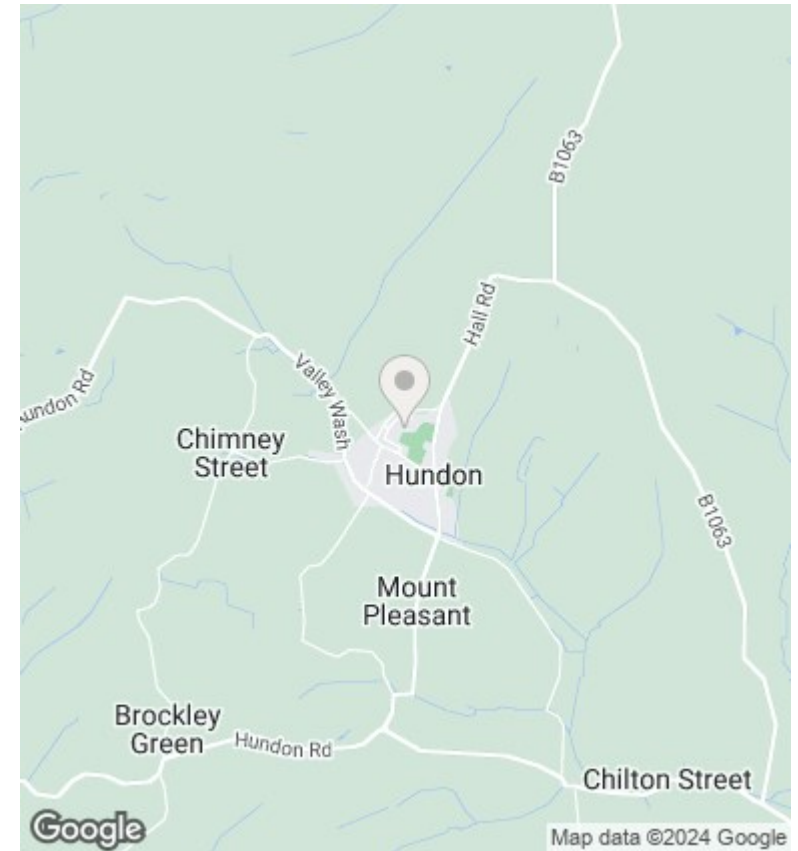 B1063
Hall Rd
Valley Wash
Hundon Rd
Chimney
Street
Hundon
B1063
Mount
Pleasant
Brockley
Green
Hundon Rd
Chilton Street
Google
Map data ©2024 Google